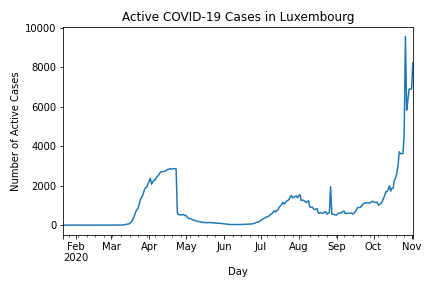 Active COVID-19 Cases in Luxembourg
10000
8000
6000
4000
2000
0
Number of Active Cases
Feb Mar Apr May Jun Jul Aug Sep Oct Nov
2020
Day